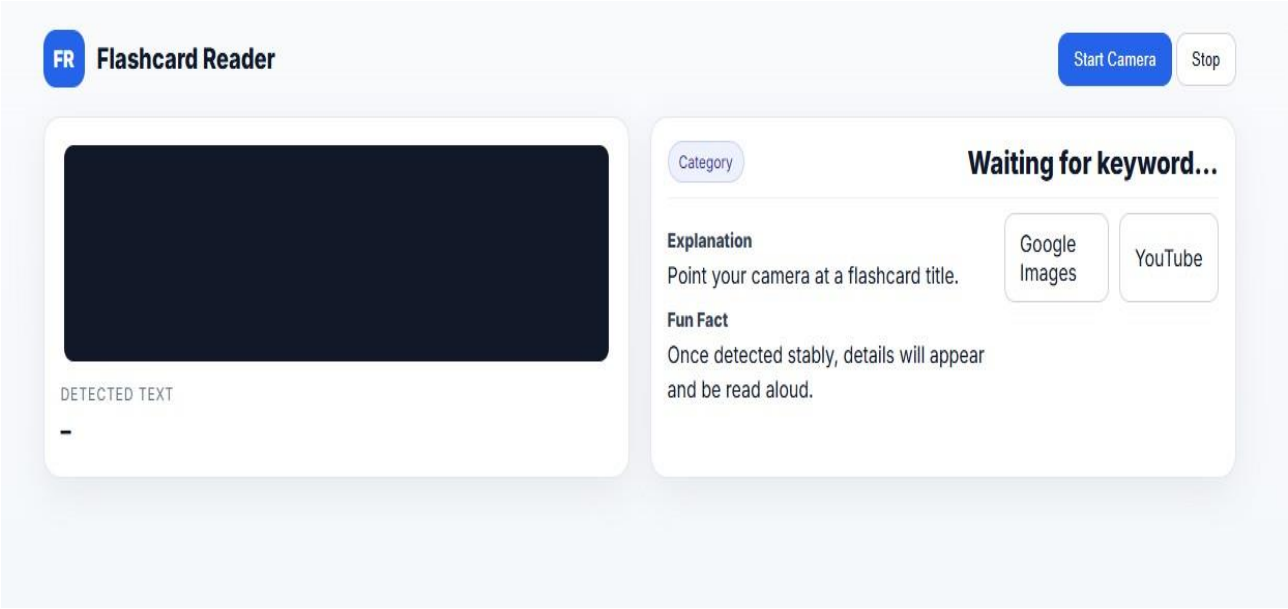 FR Flashcard Reader
Start Camera Stop
DETECTED TEXT
–
Category Waiting for keyword...
Explanation
Point your camera at a flashcard title.
Fun Fact
Once detected stably, details will appear
and be read aloud.
Google
Images
YouTube